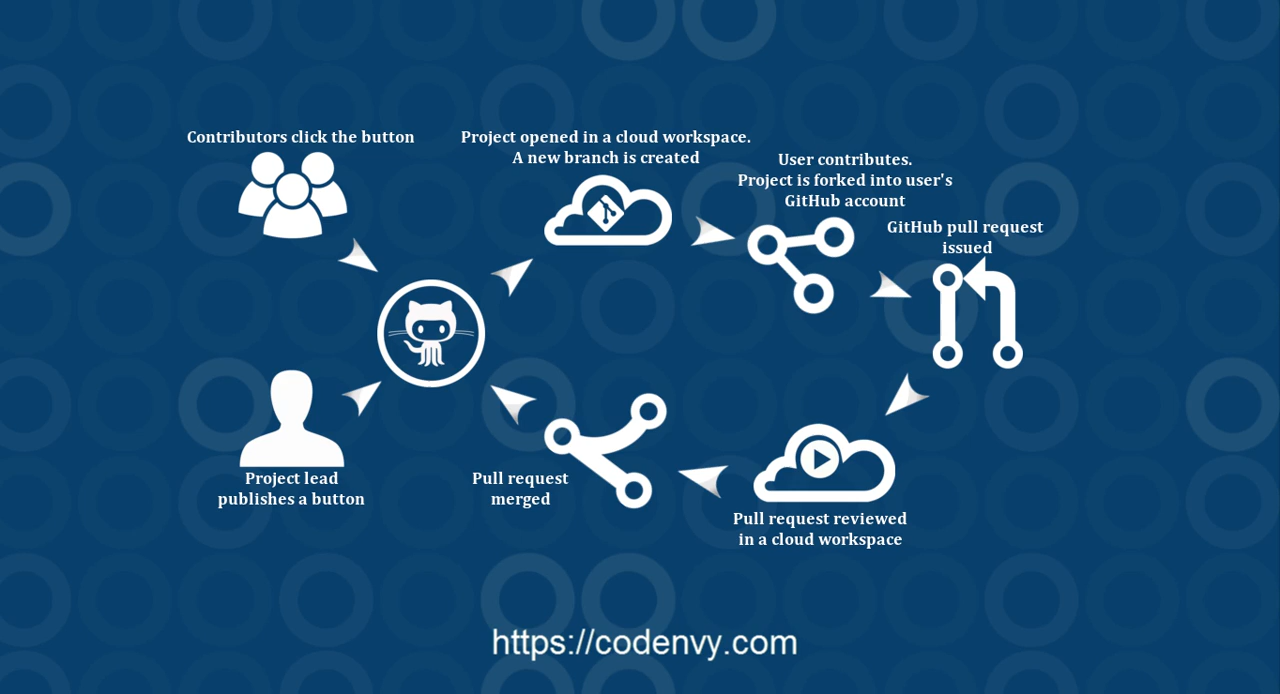 Contributors click the button
Project opened in a cloud workspace.
A new branch is created
User contributes.
Project is forked into user's
GitHub account
GitHub pull request
issued
Project lead
publishes a button
Pull request
merged
Pull request reviewed
in a cloud workspace
https://codenvy.com